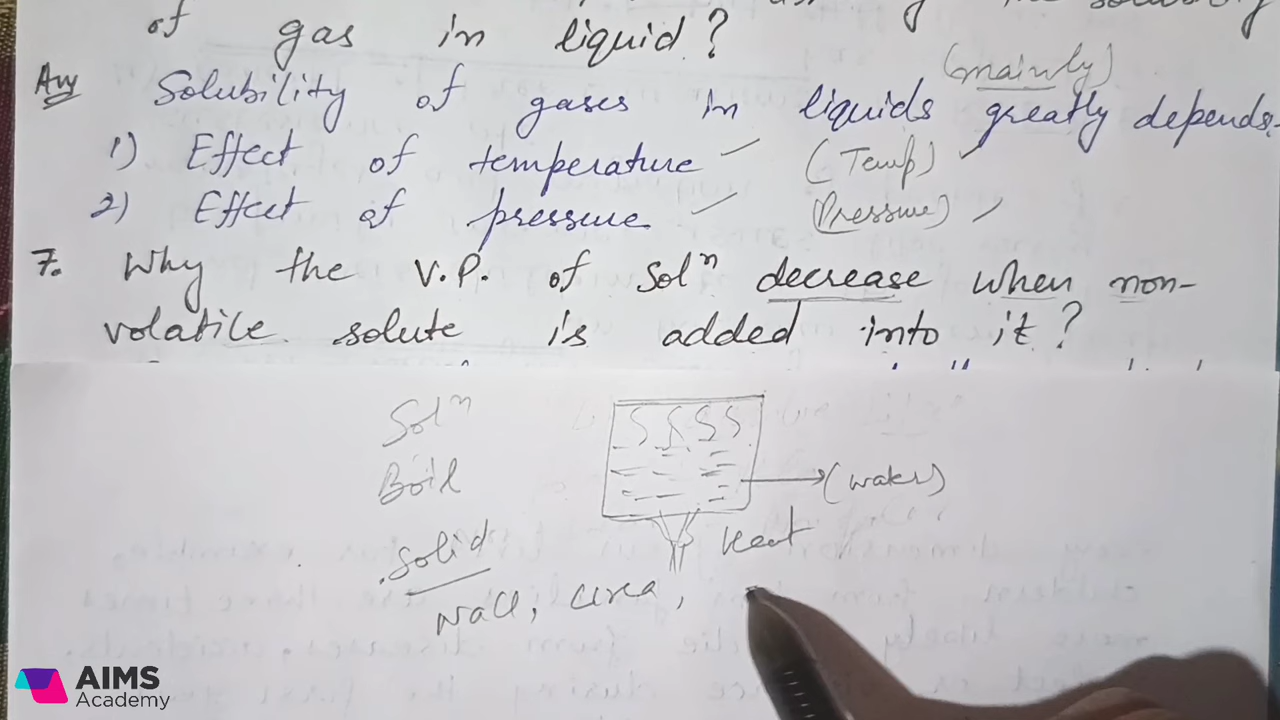 of gas in liquid?
(mainly)
Ans Solubility of gases in liquids greatly depends.
1) Effect of temperature (Temp)
2) Effect of pressure (Pressure)
7. Why the V.P. of Solⁿ decrease when non-
volatile solute is added into it?
Solⁿ
Boil
(water)
Heat
Solid
area,
AIMS
Academy